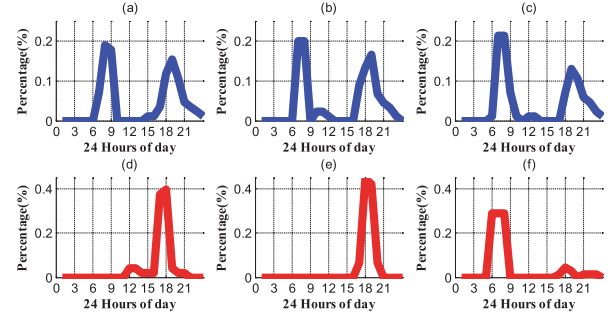 (a) (b) (c)
Percentage(%) Percentage(%) Percentage(%)
0.2 0.2 0.2
0.1 0.1 0.1
0 0 0
0 3 6 9 12 15 18 21 0 3 6 9 12 15 18 21 0 3 6 9 12 15 18 21
24 Hours of day 24 Hours of day 24 Hours of day
(d) (e) (f)
Percentage(%) Percentage(%) Percentage(%)
0.4 0.4 0.4
0.2 0.2 0.2
0 0 0
0 3 6 9 12 15 18 21 0 3 6 9 12 15 18 21 0 3 6 9 12 15 18 21
24 Hours of day 24 Hours of day 24 Hours of day